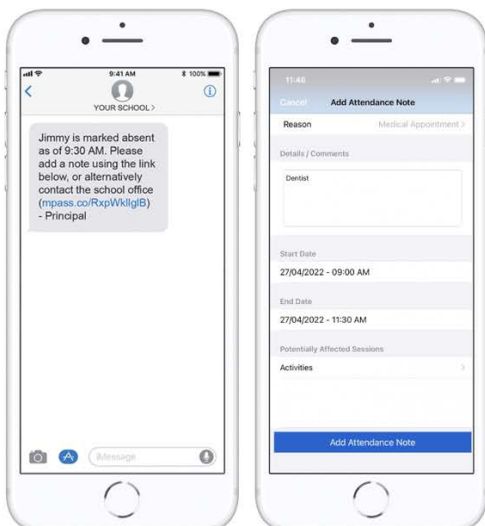 9:41 AM
100%
YOUR SCHOOL >
Jimmy is marked absent
as of 9:30 AM. Please
add a note using the link
below, or alternatively
contact the school office
(mpass.co/RxpWkIlglB)
- Principal
iMessage
11:46
Cancel Add Attendance Note
Reason Medical Appointment >
Details / Comments
Dentist
Start Date
27/04/2022 - 09:00 AM
End Date
27/04/2022 - 11:30 AM
Potentially Affected Sessions
Activities >
Add Attendance Note